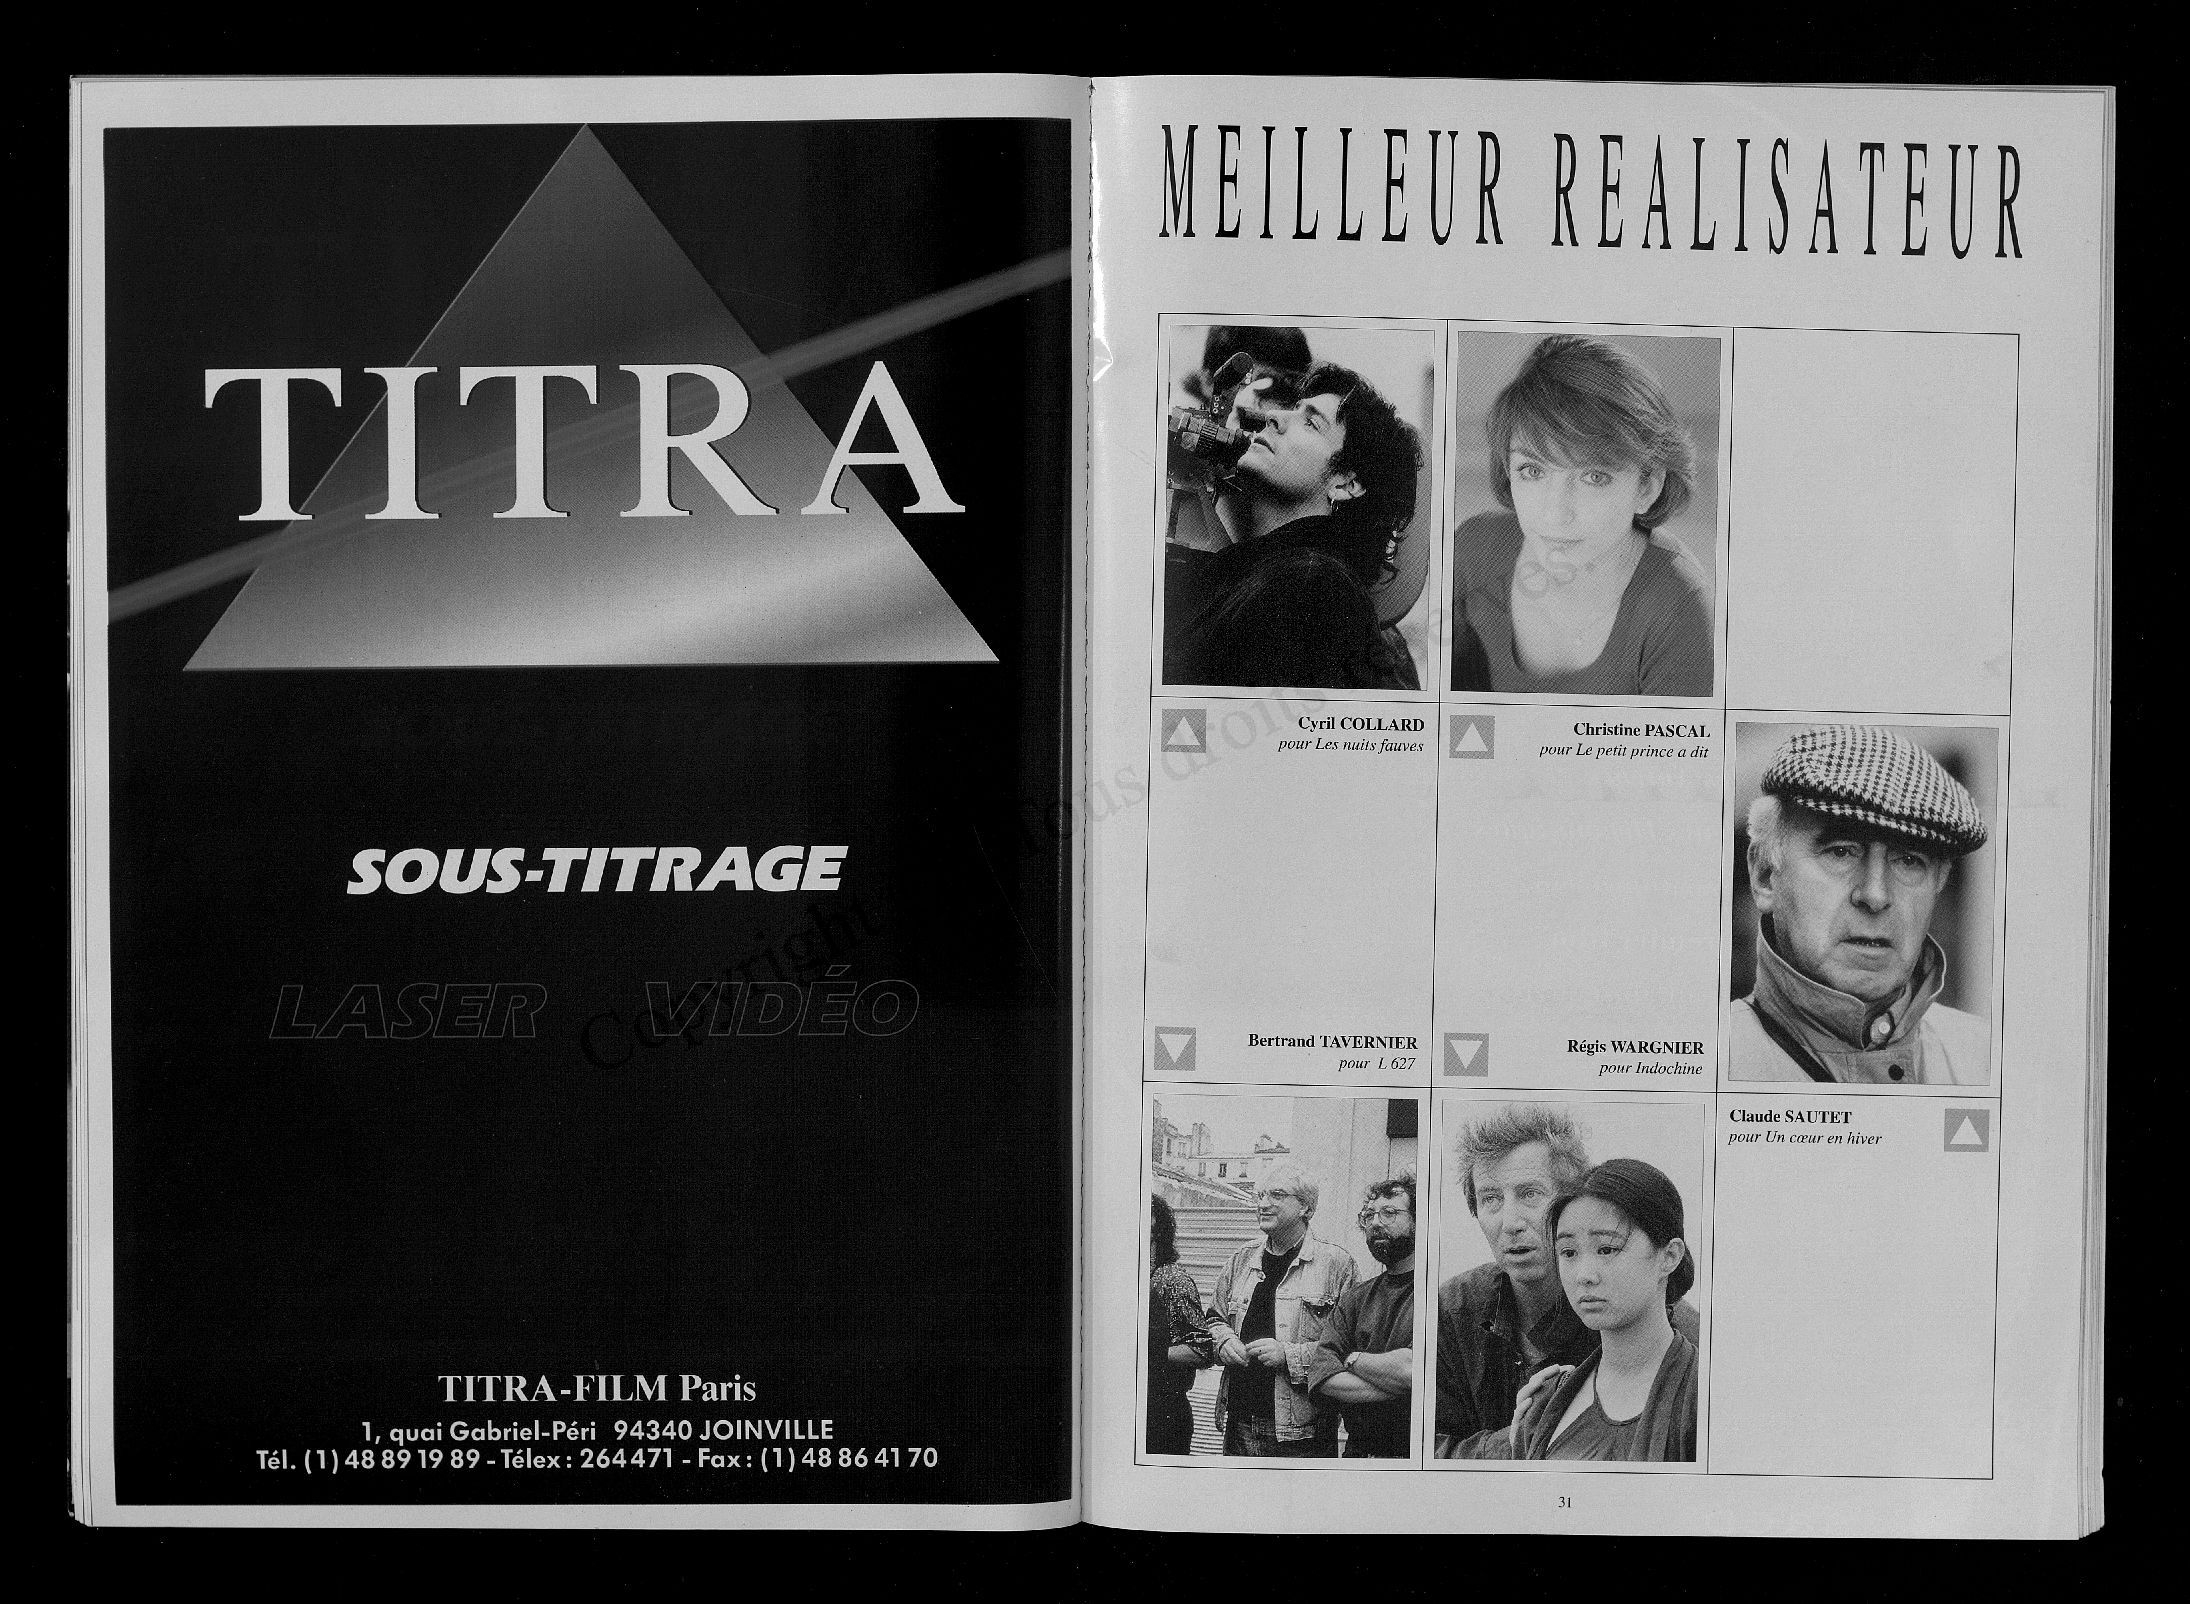 TITRA
SOUS-TITRAGE
LASER VIDÉO
TITRA-FILM Paris
1, quai Gabriel-Péri 94340 JOINVILLE
Tél. (1) 48 89 19 89 - Télex : 264471 - Fax : (1) 48 86 41 70
MEILLEUR REALISATEUR
Cyril COLLARD
pour Les nuits fauves
Christine PASCAL
pour Le petit prince a dit
Bertrand TAVERNIER
pour L 627
Régis WARGNIER
pour Indochine
Claude SAUTET
pour Un cœur en hiver
31
Copyright Tous droits